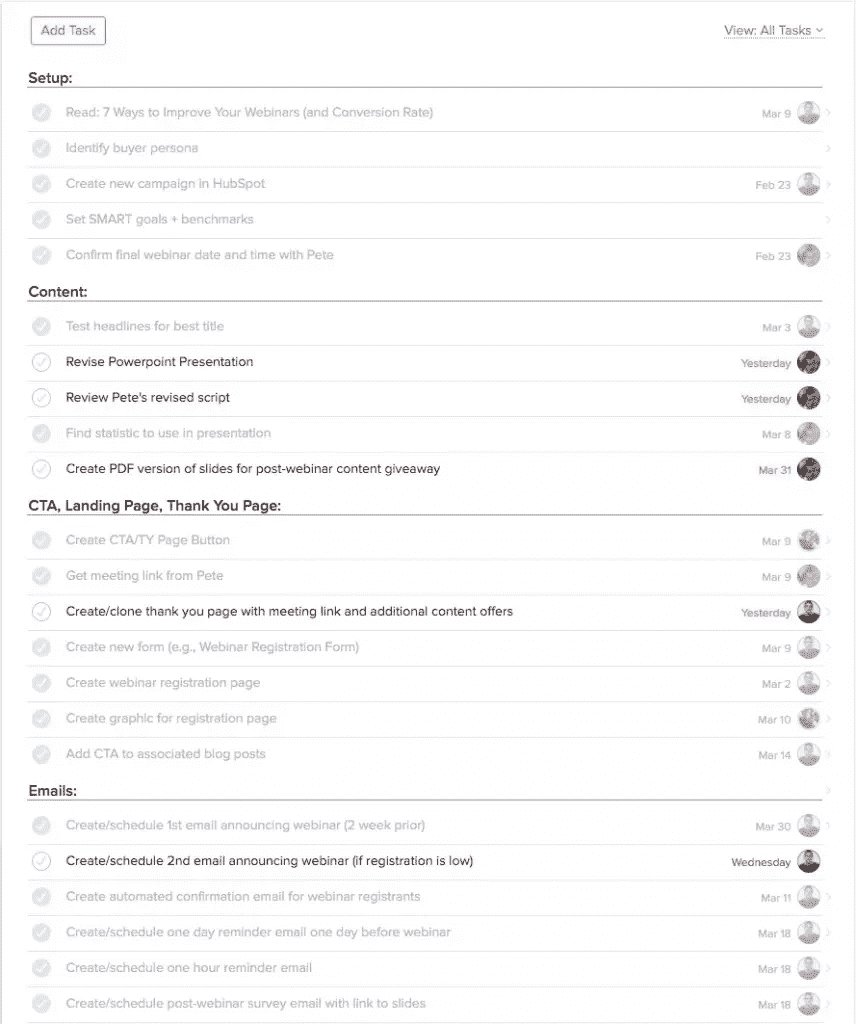 Add Task
View: All Tasks
Setup:
Read: 7 Ways to Improve Your Webinars (and Conversion Rate) Mar 9
Identify buyer persona
Create new campaign in HubSpot Feb 23
Set SMART goals + benchmarks
Confirm final webinar date and time with Pete Feb 23
Content:
Test headlines for best title Mar 3
Revise Powerpoint Presentation Yesterday
Review Pete's revised script Yesterday
Find statistic to use in presentation Mar 8
Create PDF version of slides for post-webinar content giveaway Mar 31
CTA, Landing Page, Thank You Page:
Create CTA/TY Page Button Mar 9
Get meeting link from Pete Mar 9
Create/clone thank you page with meeting link and additional content offers Yesterday
Create new form (e.g., Webinar Registration Form) Mar 9
Create webinar registration page Mar 2
Create graphic for registration page Mar 10
Add CTA to associated blog posts Mar 14
Emails:
Create/schedule 1st email announcing webinar (2 week prior) Mar 30
Create/schedule 2nd email announcing webinar (if registration is low) Wednesday
Create automated confirmation email for webinar registrants Mar 11
Create/schedule one day reminder email one day before webinar Mar 18
Create/schedule one hour reminder email Mar 18
Create/schedule post-webinar survey email with link to slides Mar 18